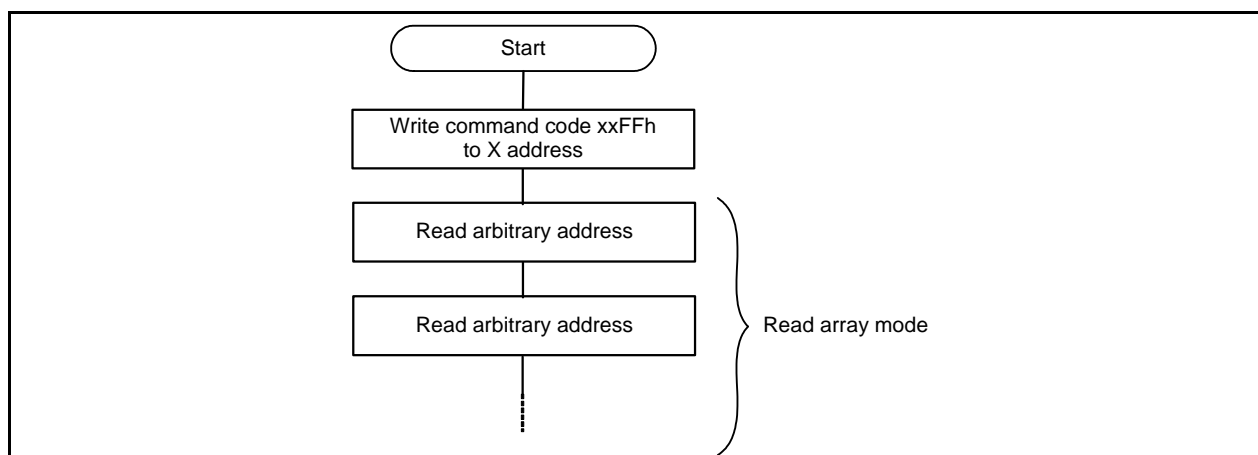 Start
Write command code xxFFh
to X address
Read arbitrary address
Read arbitrary address
Read array mode